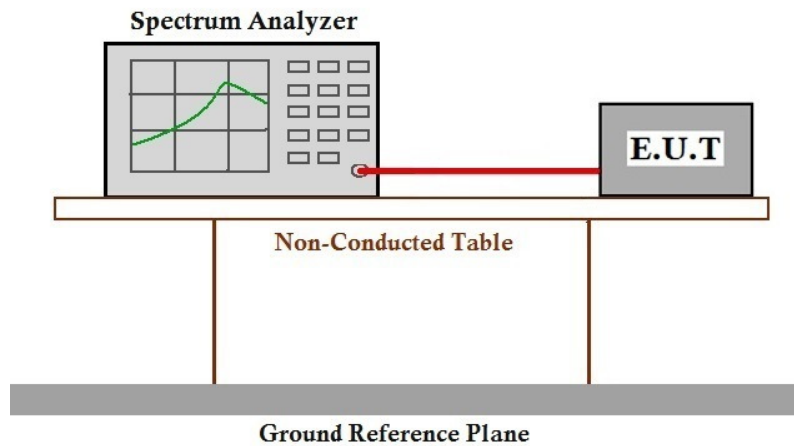 Spectrum Analyzer
E.U.T
Non-Conducted Table
Ground Reference Plane